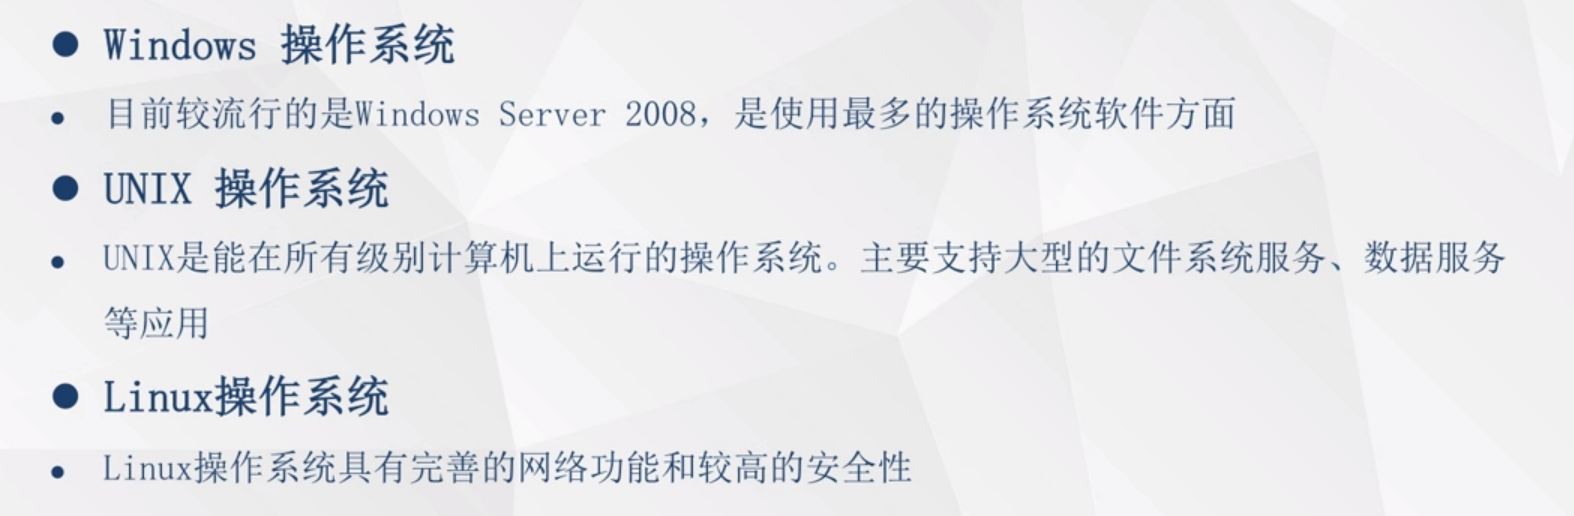 ● Windows 操作系统
• 目前较流行的是Windows Server 2008，是使用最多的操作系统软件方面
● UNIX 操作系统
• UNIX是能在所有级别计算机上运行的操作系统。主要支持大型的文件系统服务、数据服务
等应用
● Linux操作系统
• Linux操作系统具有完善的网络功能和较高的安全性